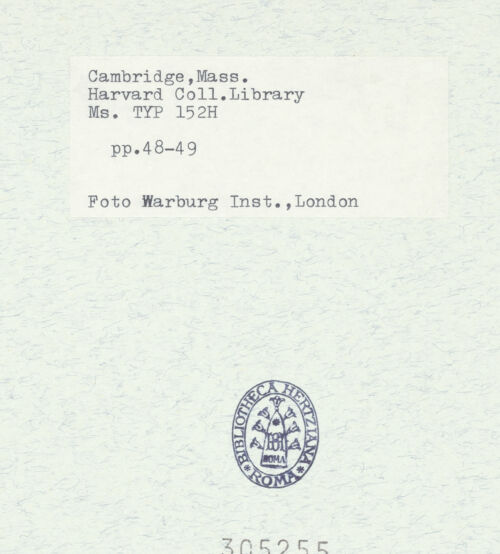 Cambridge,Mass.
Harvard Coll.Library
Ms. TYP 152H
pp.48-49
Foto Warburg Inst.,London
BIBLIOTHECA HERTZIANA
ROMA
ROMA
305255